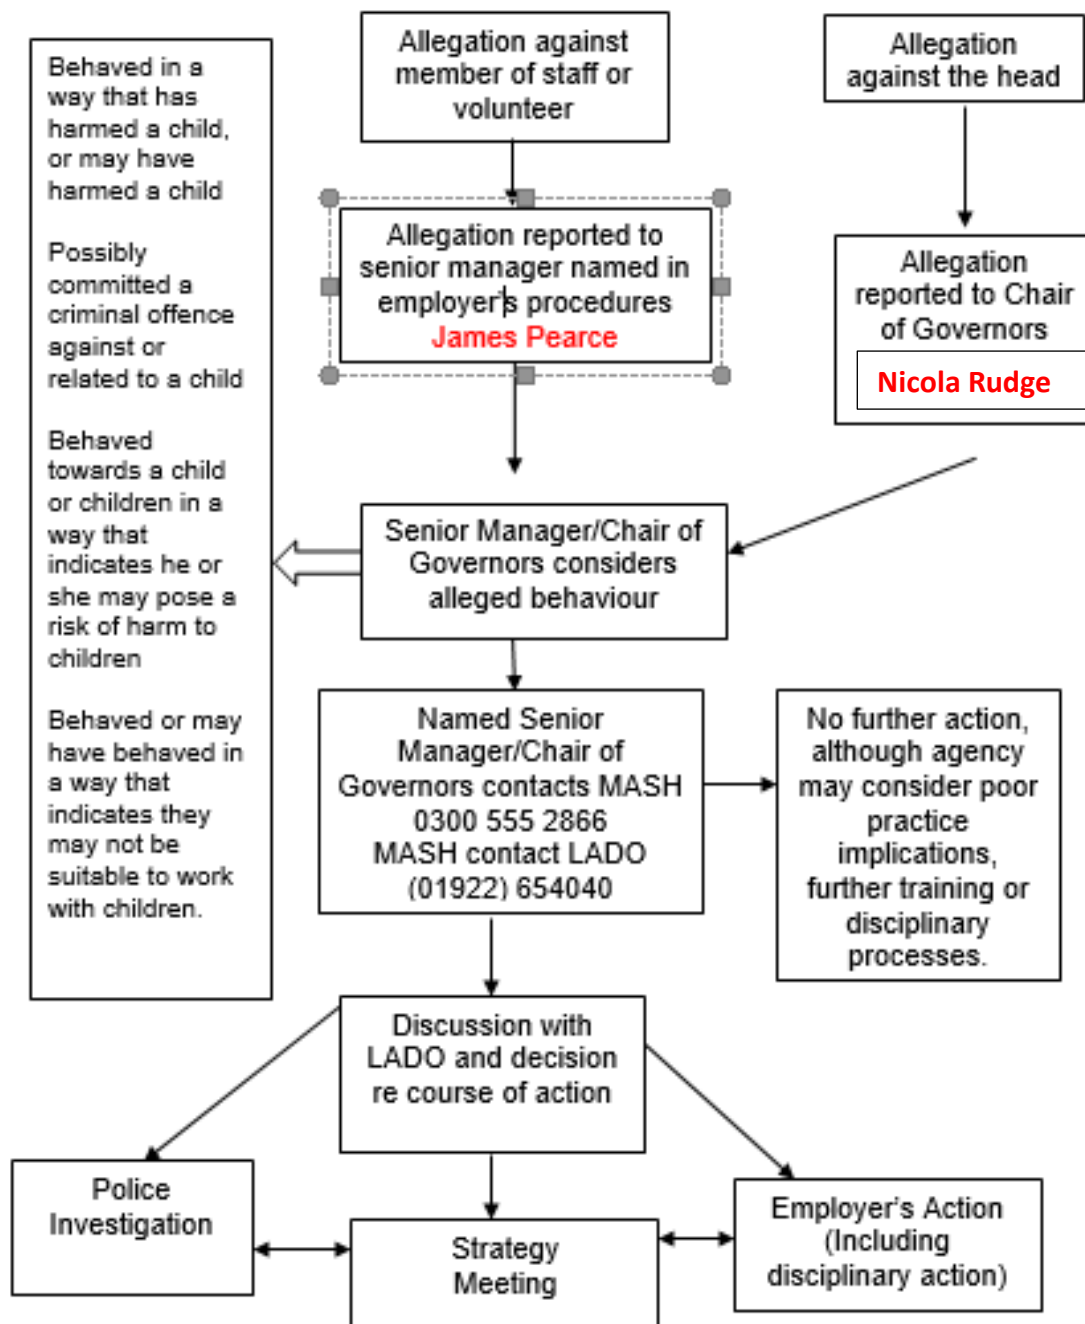 Allegation against
member of staff or
volunteer
Allegation
against the head
Behaved in a
way that has
harmed a child,
or may have
harmed a child
Possibly
committed a
criminal offence
against or
related to a child
Behaved
towards a child
or children in a
way that
indicates he or
she may pose a
risk of harm to
children
Behaved or may
have behaved in
a way that
indicates they
may not be
suitable to work
with children.
Allegation reported to
senior manager named in
employer's procedures
James Pearce
Allegation
reported to Chair
of Governors
Nicola Rudge
Senior Manager/Chair of
Governors considers
alleged behaviour
Named Senior
Manager/Chair of
Governors contacts MASH
0300 555 2866
MASH contact LADO
(01922) 654040
No further action,
although agency
may consider poor
practice
implications,
further training or
disciplinary
processes.
Discussion with
LADO and decision
re course of action
Police
Investigation
Strategy
Meeting
Employer's Action
(Including
disciplinary action)